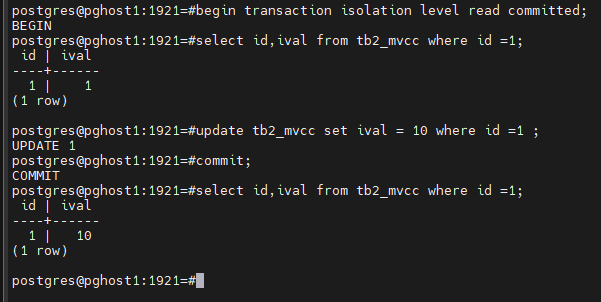 postgres@pghost1:1921=#begin transaction isolation level read committed;
BEGIN
postgres@pghost1:1921=#select id,ival from tb2_mvcc where id =1;
 id | ival
----+------
  1 |    1
(1 row)

postgres@pghost1:1921=#update tb2_mvcc set ival = 10 where id =1 ;
UPDATE 1
postgres@pghost1:1921=#commit;
COMMIT
postgres@pghost1:1921=#select id,ival from tb2_mvcc where id =1;
 id | ival
----+------
  1 |   10
(1 row)

postgres@pghost1:1921=#